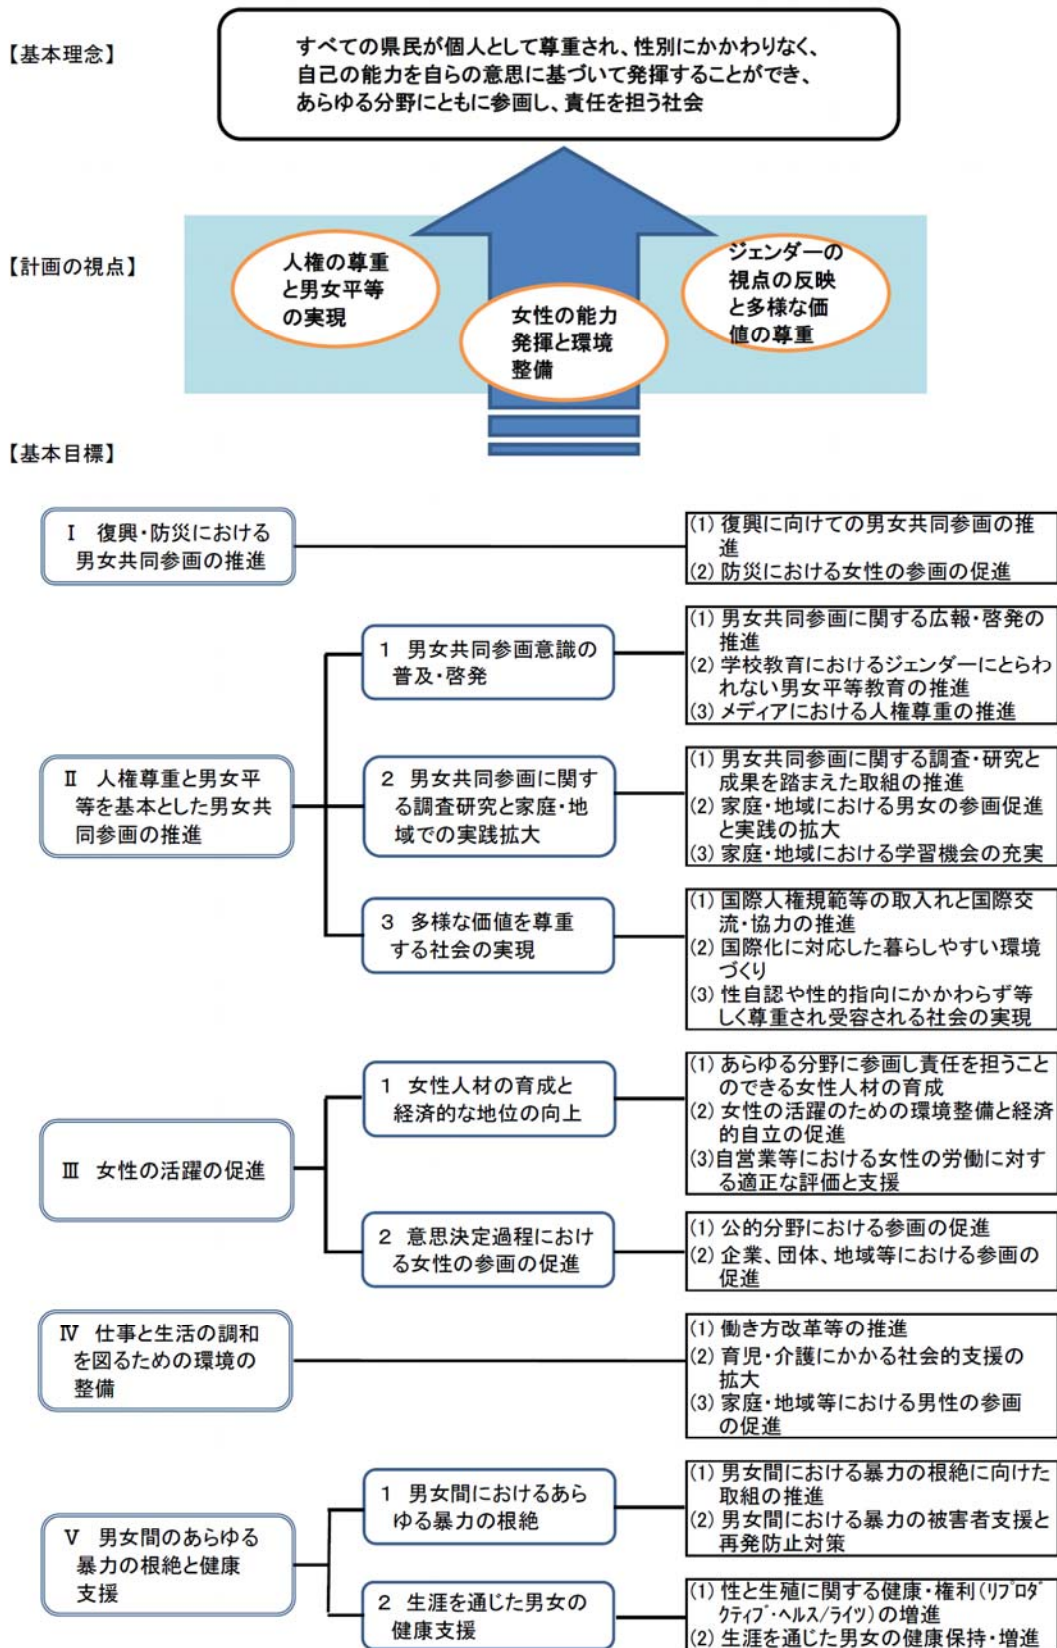 【基本理念】
すべての県民が個人として尊重され、性別にかかわりなく、
自己の能力を自らの意思に基づいて発揮することができ、
あらゆる分野にともに参画し、責任を担う社会
【計画の視点】
人権の尊重
と男女平等
の実現
女性の能力
発揮と環境
整備
ジェンダーの
視点の反映
と多様な価
値の尊重
【基本目標】
Ⅰ 復興・防災における
男女共同参画の推進
(1) 復興に向けての男女共同参画の推
進
(2) 防災における女性の参画の促進
Ⅱ 人権尊重と男女平
等を基本とした男女共
同参画の推進
1 男女共同参画意識の
普及・啓発
(1) 男女共同参画に関する広報・啓発の
推進
(2) 学校教育におけるジェンダーにとらわ
れない男女平等教育の推進
(3) メディアにおける人権尊重の推進
2 男女共同参画に関す
る調査研究と家庭・地
域での実践拡大
(1) 男女共同参画に関する調査・研究と
成果を踏まえた取組の推進
(2) 家庭・地域における男女の参画促進
と実践の拡大
(3) 家庭・地域における学習機会の充実
3 多様な価値を尊重
する社会の実現
(1) 国際人権規範等の取入れと国際交
流・協力の推進
(2) 国際化に対応した暮らしやすい環境
づくり
(3) 性自認や性的指向にかかわらず等
しく尊重され受容される社会の実現
Ⅲ 女性の活躍の促進
1 女性人材の育成と
経済的な地位の向上
(1) あらゆる分野に参画し責任を担うこと
のできる女性人材の育成
(2) 女性の活躍のための環境整備と経済
的自立の促進
(3)自営業等における女性の労働に対す
る適正な評価と支援
2 意思決定過程におけ
る女性の参画の促進
(1) 公的分野における参画の促進
(2) 企業、団体、地域等における参画の
促進
Ⅳ 仕事と生活の調和
を図るための環境の
整備
(1) 働き方改革等の推進
(2) 育児・介護にかかる社会的支援の
拡大
(3) 家庭・地域等における男性の参画
の促進
Ⅴ 男女間のあらゆる
暴力の根絶と健康
支援
1 男女間におけるあら
ゆる暴力の根絶
(1) 男女間における暴力の根絶に向けた
取組の推進
(2) 男女間における暴力の被害者支援と
再発防止対策
2 生涯を通じた男女の
健康支援
(1) 性と生殖に関する健康・権利(ﾘﾌﾟﾛﾀﾞ
ｸﾃｨﾌﾞ･ﾍﾙｽ/ﾗｲﾂ)の増進
(2) 生涯を通じた男女の健康保持・増進